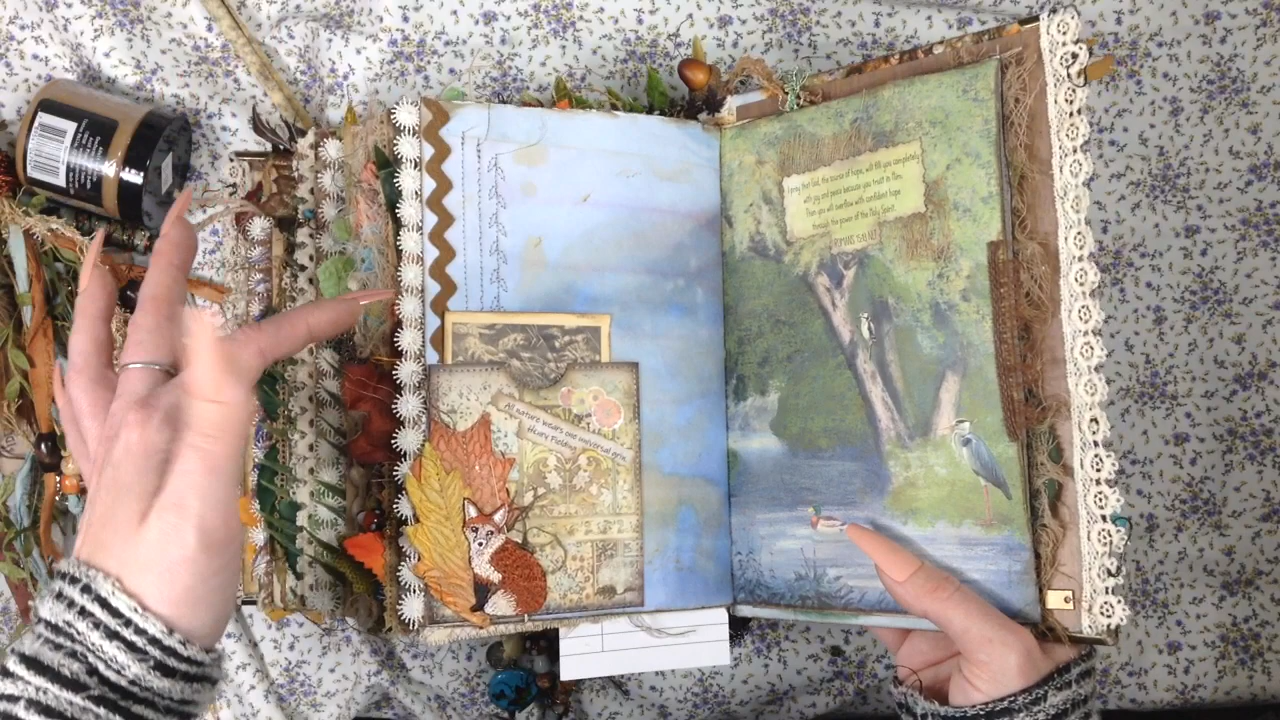 All nature wears one universal grin.
Henry Fielding
I pray that God, the source of hope, will fill you completely
with joy and peace because you trust in Him.
Then you will overflow with confident hope
through the power of the Holy Spirit.
ROMANS 15:13 NLT